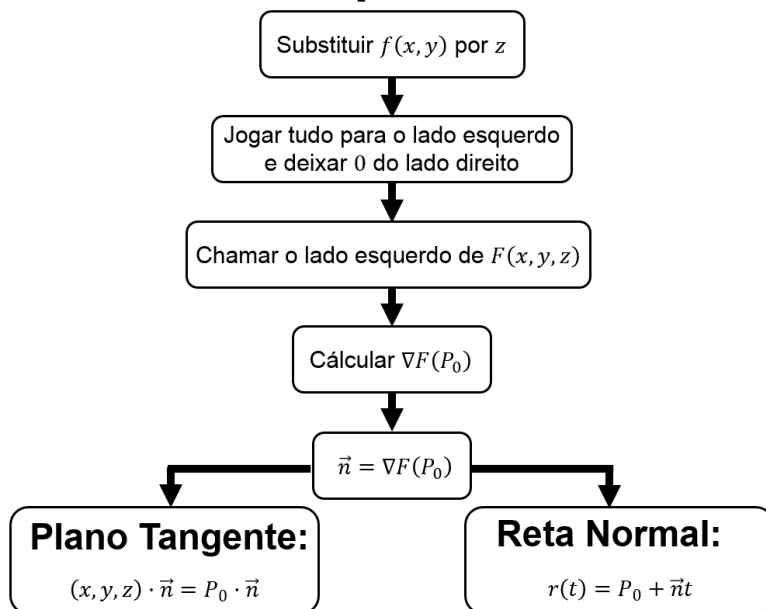 Substituir f(x, y) por z
Jogar tudo para o lado esquerdo
e deixar 0 do lado direito
Chamar o lado esquerdo de F(x, y, z)
Cálcular ∇F(P₀)
n⃗ = ∇F(P₀)
Plano Tangente:
(x, y, z) · n⃗ = P₀ · n⃗
Reta Normal:
r(t) = P₀ + n⃗t